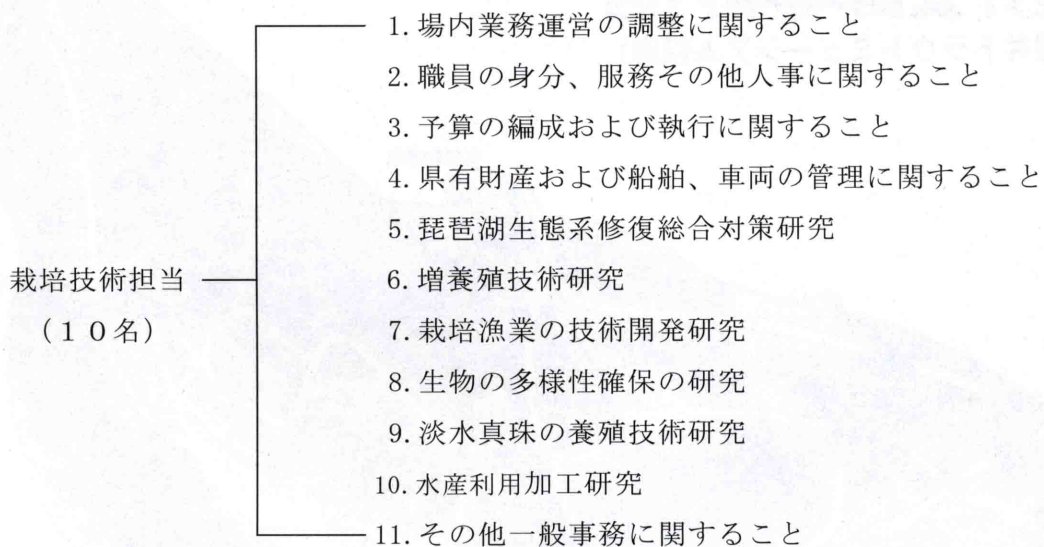 1. 場内業務運営の調整に関すること
2. 職員の身分、服務その他人事に関すること
3. 予算の編成および執行に関すること
4. 県有財産および船舶、車両の管理に関すること
5. 琵琶湖生態系修復総合対策研究
栽培技術担当
(10名)
6. 増養殖技術研究
7. 栽培漁業の技術開発研究
8. 生物の多様性確保の研究
9. 淡水真珠の養殖技術研究
10. 水産利用加工研究
11. その他一般事務に関すること